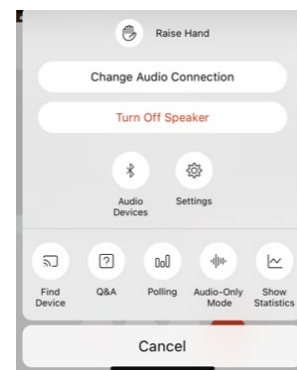 Raise Hand
Change Audio Connection
Turn Off Speaker
Audio
Devices
Settings
Find
Device
Q&A
Polling
Audio-Only
Mode
Show
Statistics
Cancel